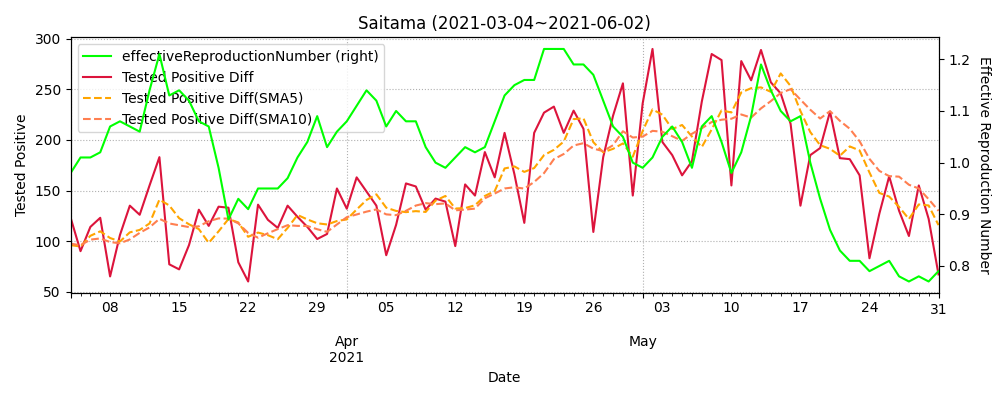 Saitama (2021-03-04~2021-06-02)
effectiveReproductionNumber (right)
Tested Positive Diff
Tested Positive Diff(SMA5)
Tested Positive Diff(SMA10)
Tested Positive
300
250
200
150
100
50
1.2
1.1
1.0
0.9
0.8
Effective Reproduction Number
08 15 22 29 05 12 19 26 03 10 17 24 31
Apr May
2021
Date